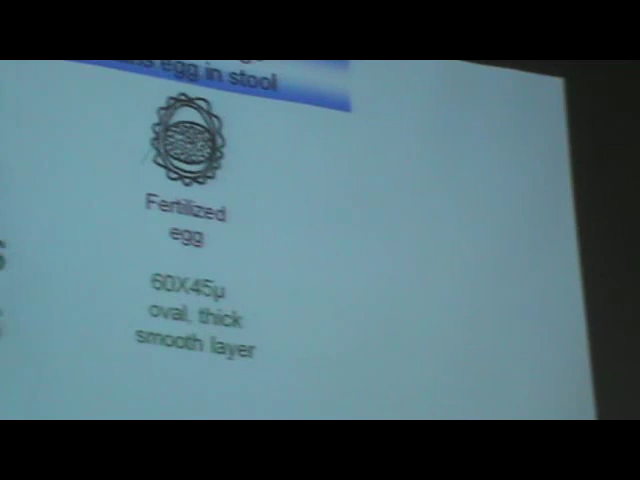 egg in stool
Fertilized
egg
60X45µ
oval, thick
smooth layer